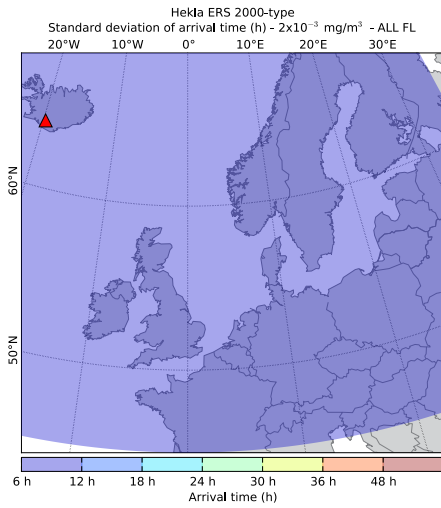 Hekla ERS 2000-type
Standard deviation of arrival time (h) - 2x10⁻³ mg/m³ - ALL FL
20°W 10°W 0° 10°E 20°E 30°E
60°N
50°N
6 h 12 h 18 h 24 h 30 h 36 h 48 h
Arrival time (h)